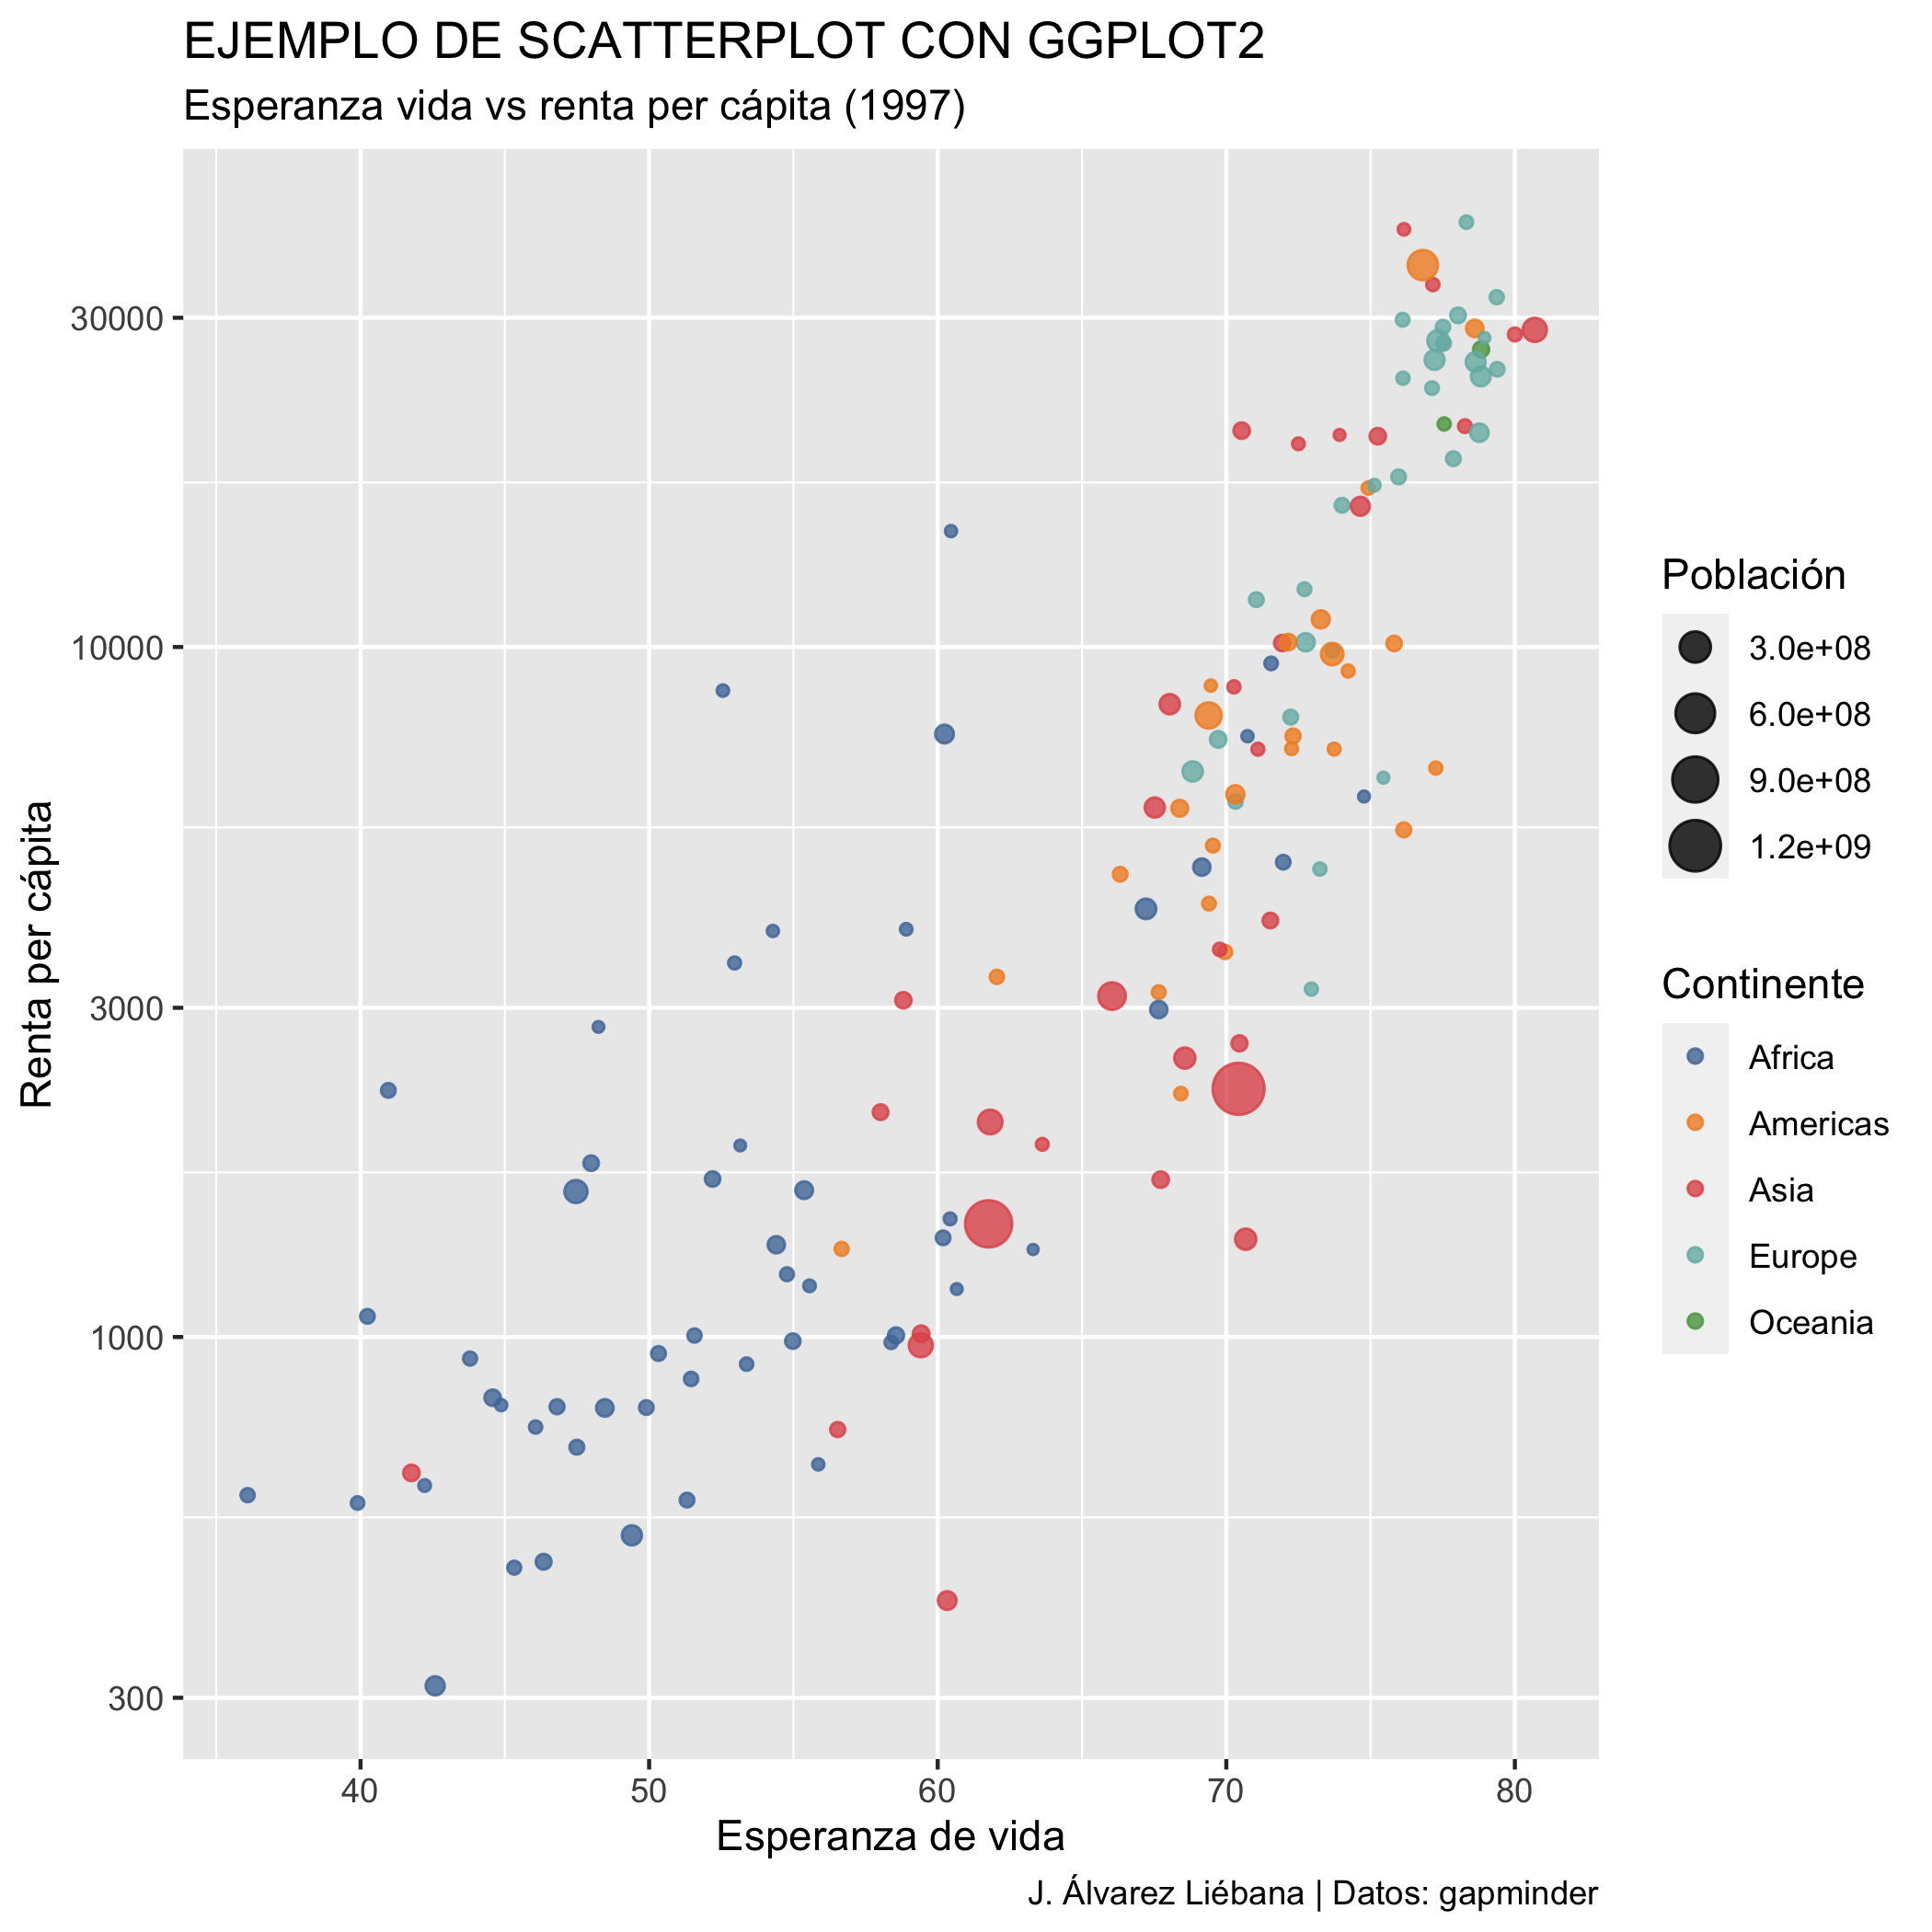 EJEMPLO DE SCATTERPLOT CON GGPLOT2
Esperanza vida vs renta per cápita (1997)
Renta per cápita
30000
10000
3000
1000
300
40 50 60 70 80
Esperanza de vida
Población
3.0e+08
6.0e+08
9.0e+08
1.2e+09
Continente
Africa
Americas
Asia
Europe
Oceania
J. Álvarez Liébana | Datos: gapminder